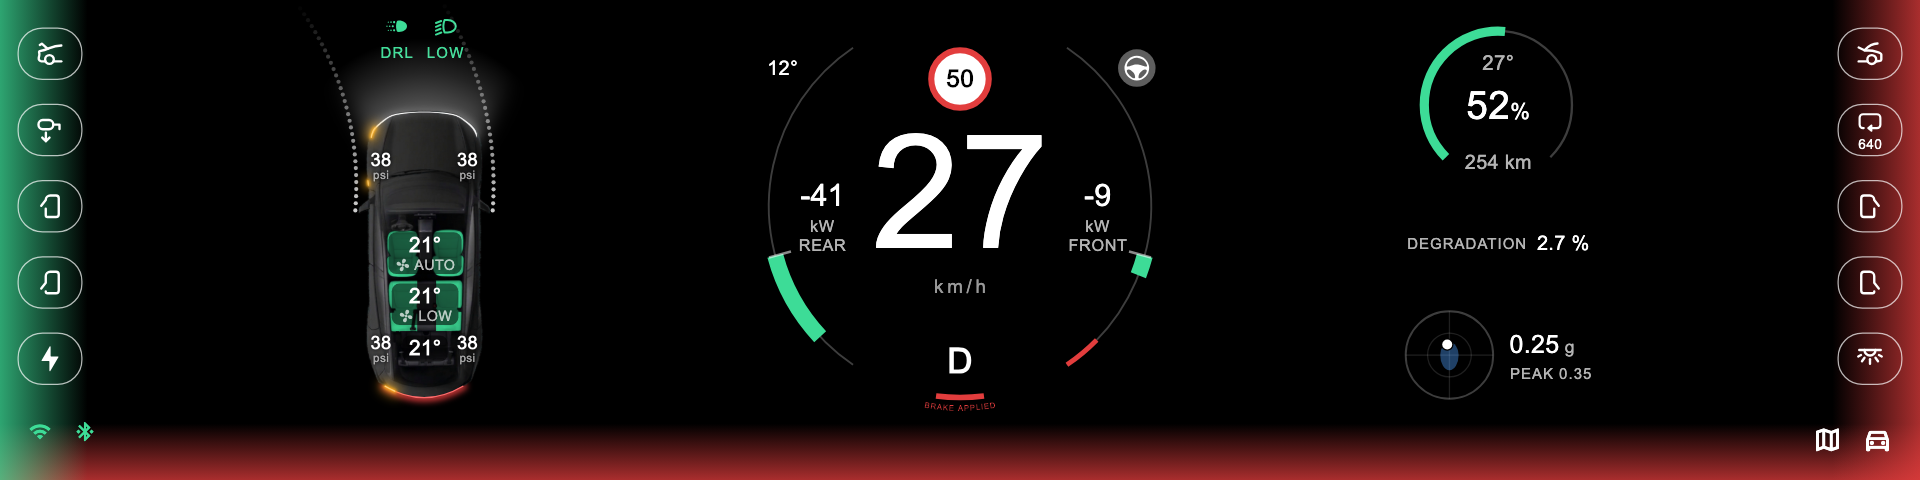 DRL LOW
38 psi
38 psi
21°
AUTO
21°
LOW
38 psi
21°
38 psi
12°
50
27
km/h
-41
kW
REAR
-9
kW
FRONT
D
BRAKE APPLIED
27°
52%
254 km
DEGRADATION 2.7 %
0.25 g
PEAK 0.35
640